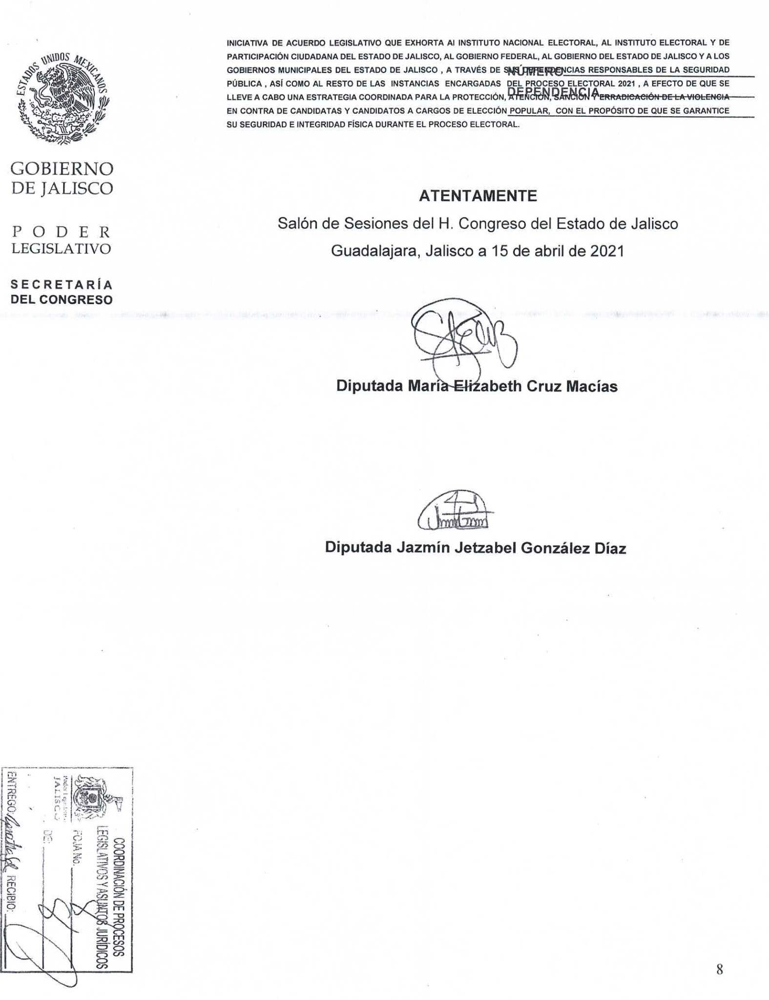 ESTADOS UNIDOS MEXICANOS
GOBIERNO
DE JALISCO
PODER
LEGISLATIVO
SECRETARÍA
DEL CONGRESO
INICIATIVA DE ACUERDO LEGISLATIVO QUE EXHORTA Al INSTITUTO NACIONAL ELECTORAL, AL INSTITUTO ELECTORAL Y DE
PARTICIPACIÓN CIUDADANA DEL ESTADO DE JALISCO, AL GOBIERNO FEDERAL, AL GOBIERNO DEL ESTADO DE JALISCO Y A LOS
GOBIERNOS MUNICIPALES DEL ESTADO DE JALISCO , A TRAVÉS DE SUS DEPENDENCIAS RESPONSABLES DE LA SEGURIDAD
NÚMERO
PÚBLICA , ASÍ COMO AL RESTO DE LAS INSTANCIAS ENCARGADAS DEL PROCESO ELECTORAL 2021 , A EFECTO DE QUE SE
DEPENDENCIA
LLEVE A CABO UNA ESTRATEGIA COORDINADA PARA LA PROTECCIÓN, ATENCIÓN, SANCIÓN Y ERRADICACIÓN DE LA VIOLENCIA
EN CONTRA DE CANDIDATAS Y CANDIDATOS A CARGOS DE ELECCIÓN POPULAR, CON EL PROPÓSITO DE QUE SE GARANTICE
SU SEGURIDAD E INTEGRIDAD FÍSICA DURANTE EL PROCESO ELECTORAL.
ATENTAMENTE
Salón de Sesiones del H. Congreso del Estado de Jalisco
Guadalajara, Jalisco a 15 de abril de 2021
Diputada María Elizabeth Cruz Macías
Diputada Jazmín Jetzabel González Díaz
COORDINACIÓN DE PROCESOS
LEGISLATIVOS Y ASUNTOS JURÍDICOS
Poder Legislativo
JALISCO
FOJA No. 8
DE: 8
ENTREGO: RECIBIO:
8